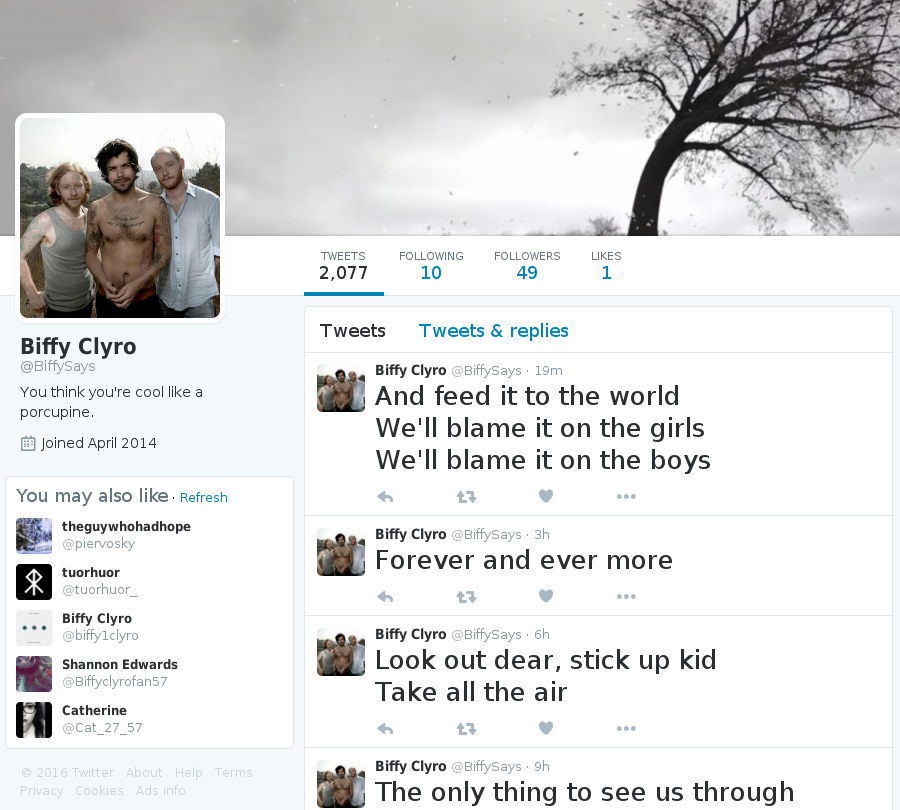 TWEETS FOLLOWING FOLLOWERS LIKES
2,077 10 49 1
Biffy Clyro
@BiffySays
You think you're cool like a
porcupine.
Joined April 2014
You may also like · Refresh
theguywhohadhope
@piervosky
tuorhuor
@tuorhuor_
Biffy Clyro
@biffy1clyro
Shannon Edwards
@Biffyclyrofan57
Catherine
@Cat_27_57
© 2016 Twitter About Help Terms
Privacy Cookies Ads info
Tweets Tweets & replies
Biffy Clyro @BiffySays · 19m
And feed it to the world
We'll blame it on the girls
We'll blame it on the boys
Biffy Clyro @BiffySays · 3h
Forever and ever more
Biffy Clyro @BiffySays · 6h
Look out dear, stick up kid
Take all the air
Biffy Clyro @BiffySays · 9h
The only thing to see us through